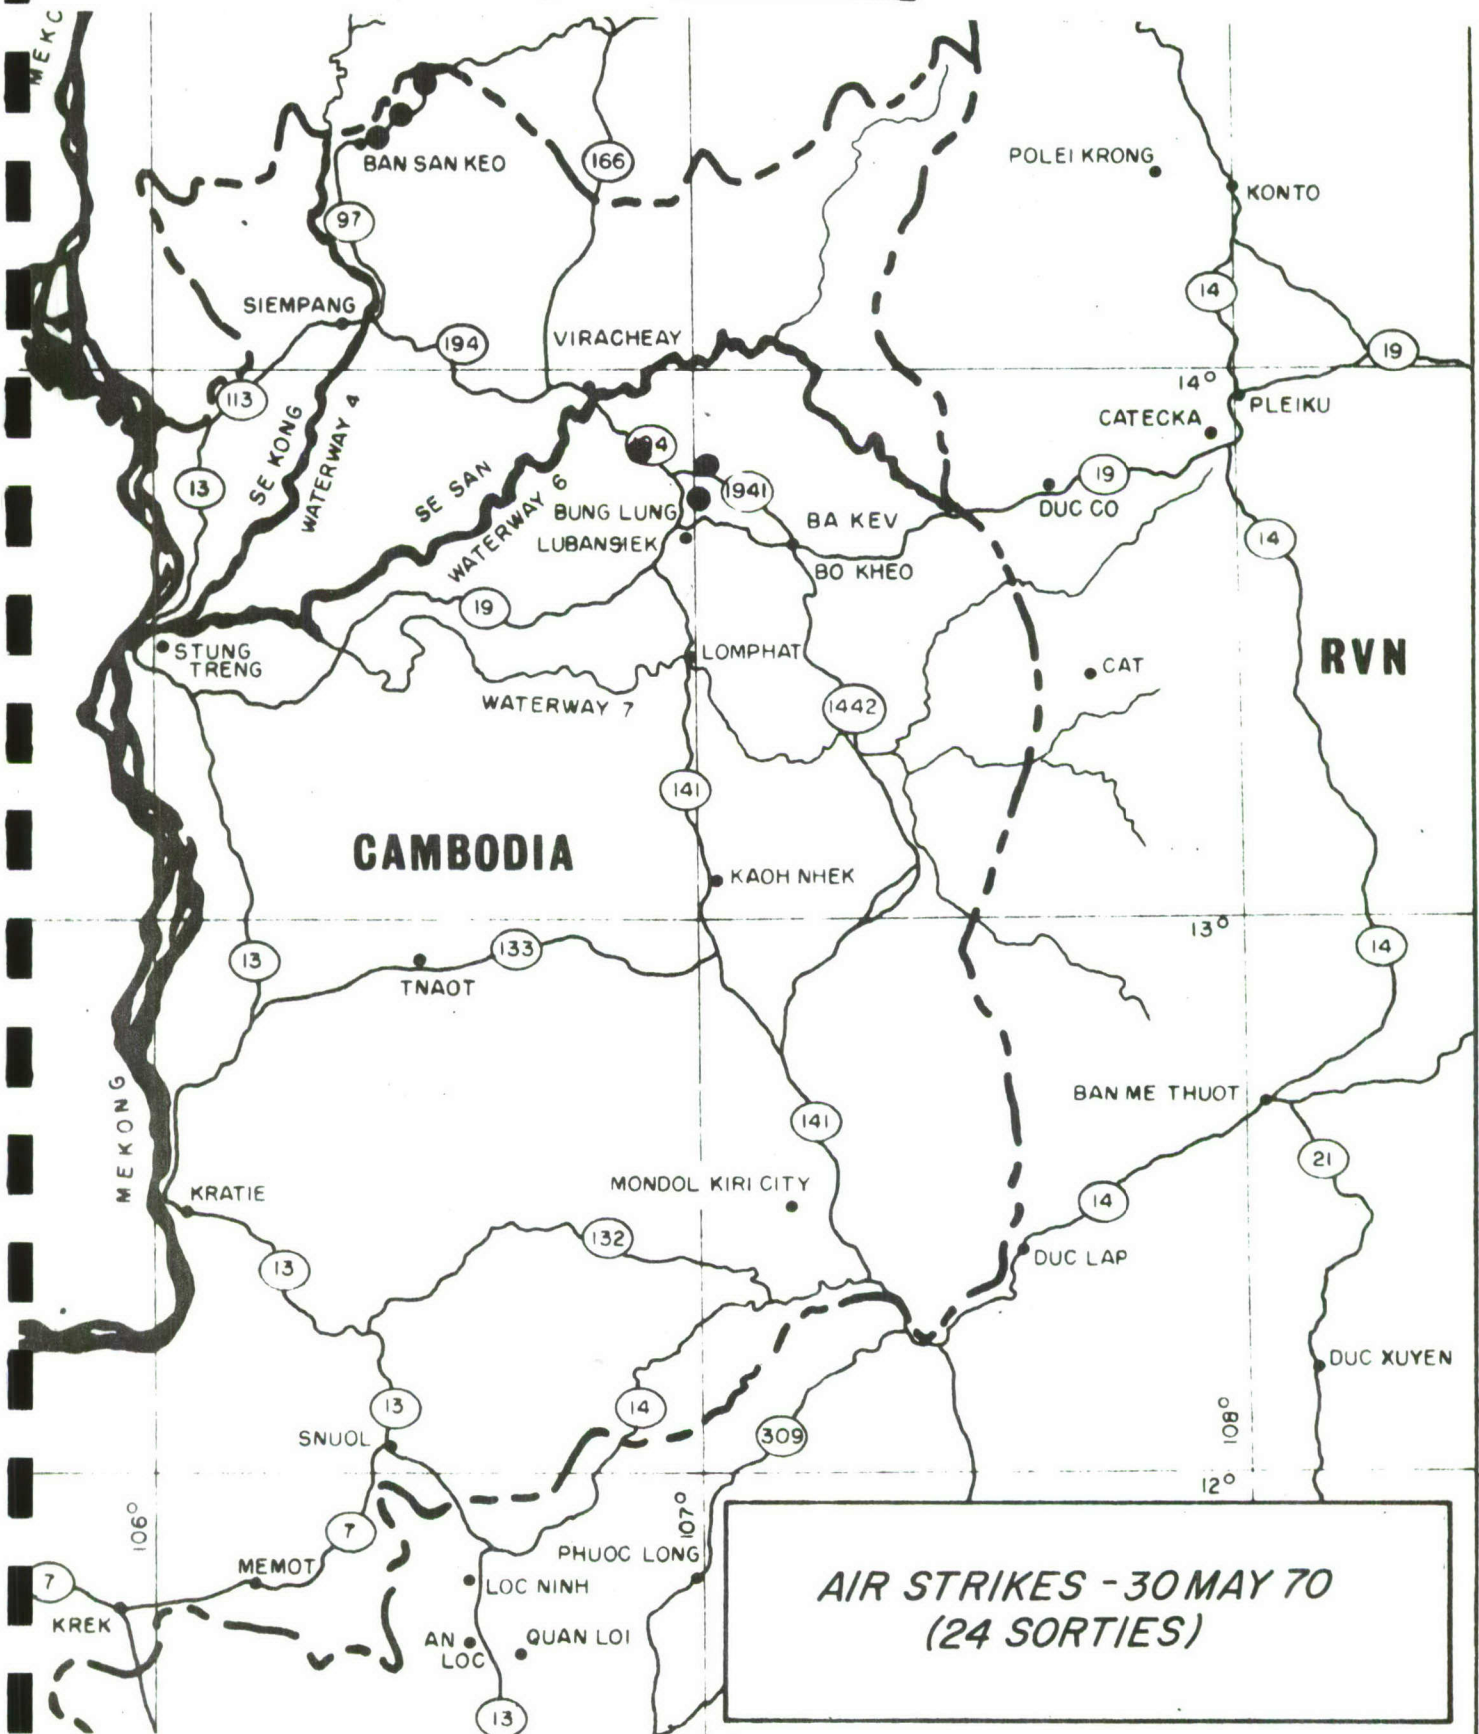 MEKC
BAN SAN KEO
166
POLEI KRONG
KONTO
97
SIEMPANG
194
VIRACHEAY
14
19
113
14°
PLEIKU
CATECKA
SE KONG
WATERWAY 4
13
SE SAN
WATERWAY 6
1941
19
DUC CO
BUNG LUNG
BA KEV
LUBANSIEK
BO KHEO
14
19
STUNG
TRENG
LOMPHAT
CAT
RVN
WATERWAY 7
1442
141
CAMBODIA
KAOH NHEK
13°
14
13
133
TNAOT
MEKONG
BAN ME THUOT
141
21
KRATIE
MONDOL KIRI CITY
14
132
13
DUC LAP
DUC XUYEN
13
14
309
108°
SNUOL
12°
106°
107°
7
PHUOC LONG
MEMOT
LOC NINH
7
KREK
AN
LOC
QUAN LOI
13
AIR STRIKES - 30 MAY 70
(24 SORTIES)